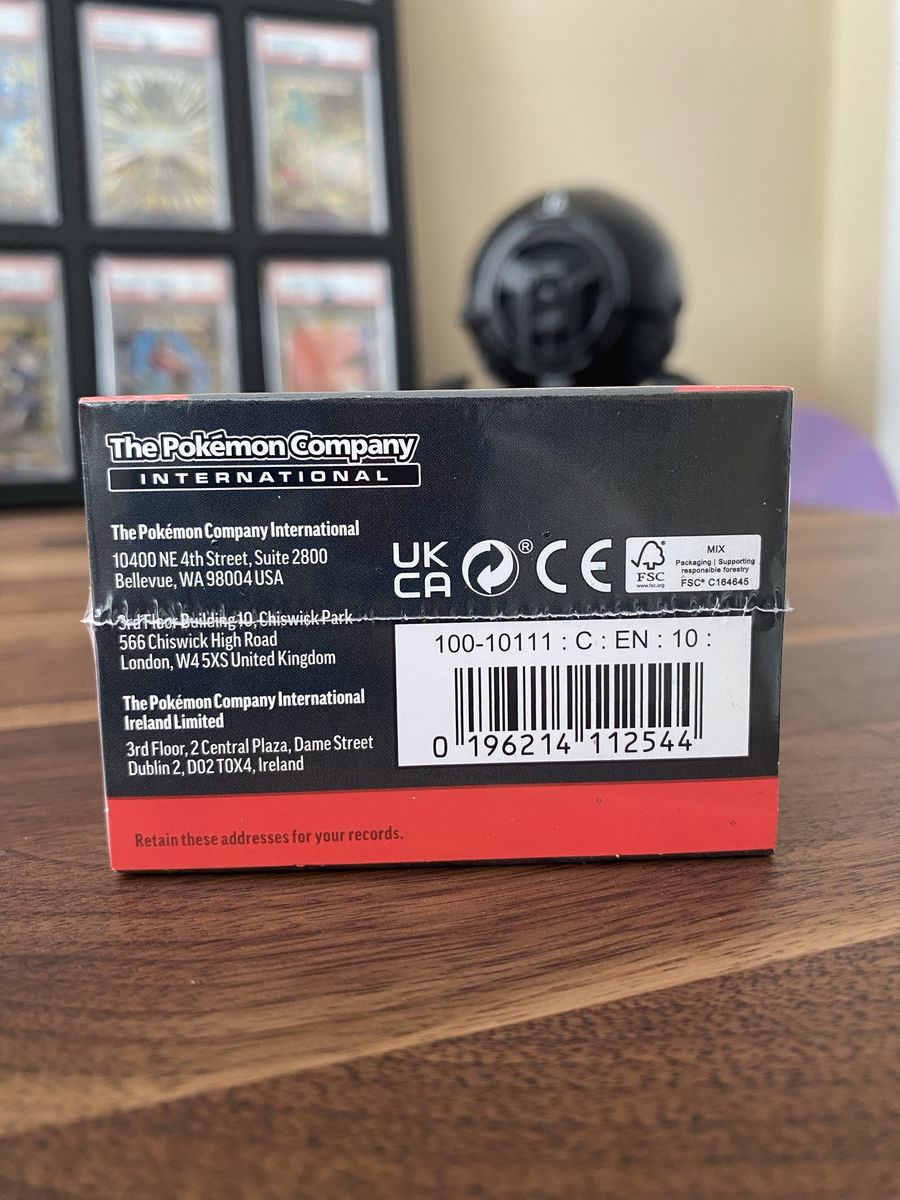 The Pokémon Company
INTERNATIONAL
The Pokémon Company International
10400 NE 4th Street, Suite 2800
Bellevue, WA 98004 USA
3rd Floor Building 10, Chiswick Park
566 Chiswick High Road
London, W4 5XS United Kingdom
The Pokémon Company International
Ireland Limited
3rd Floor, 2 Central Plaza, Dame Street
Dublin 2, D02 T0X4, Ireland
Retain these addresses for your records.
UK
CA
®
CE
FSC
www.fsc.org
MIX
Packaging | Supporting
responsible forestry
FSC® C164645
100-10111 : C : EN : 10 :
0 196214 112544